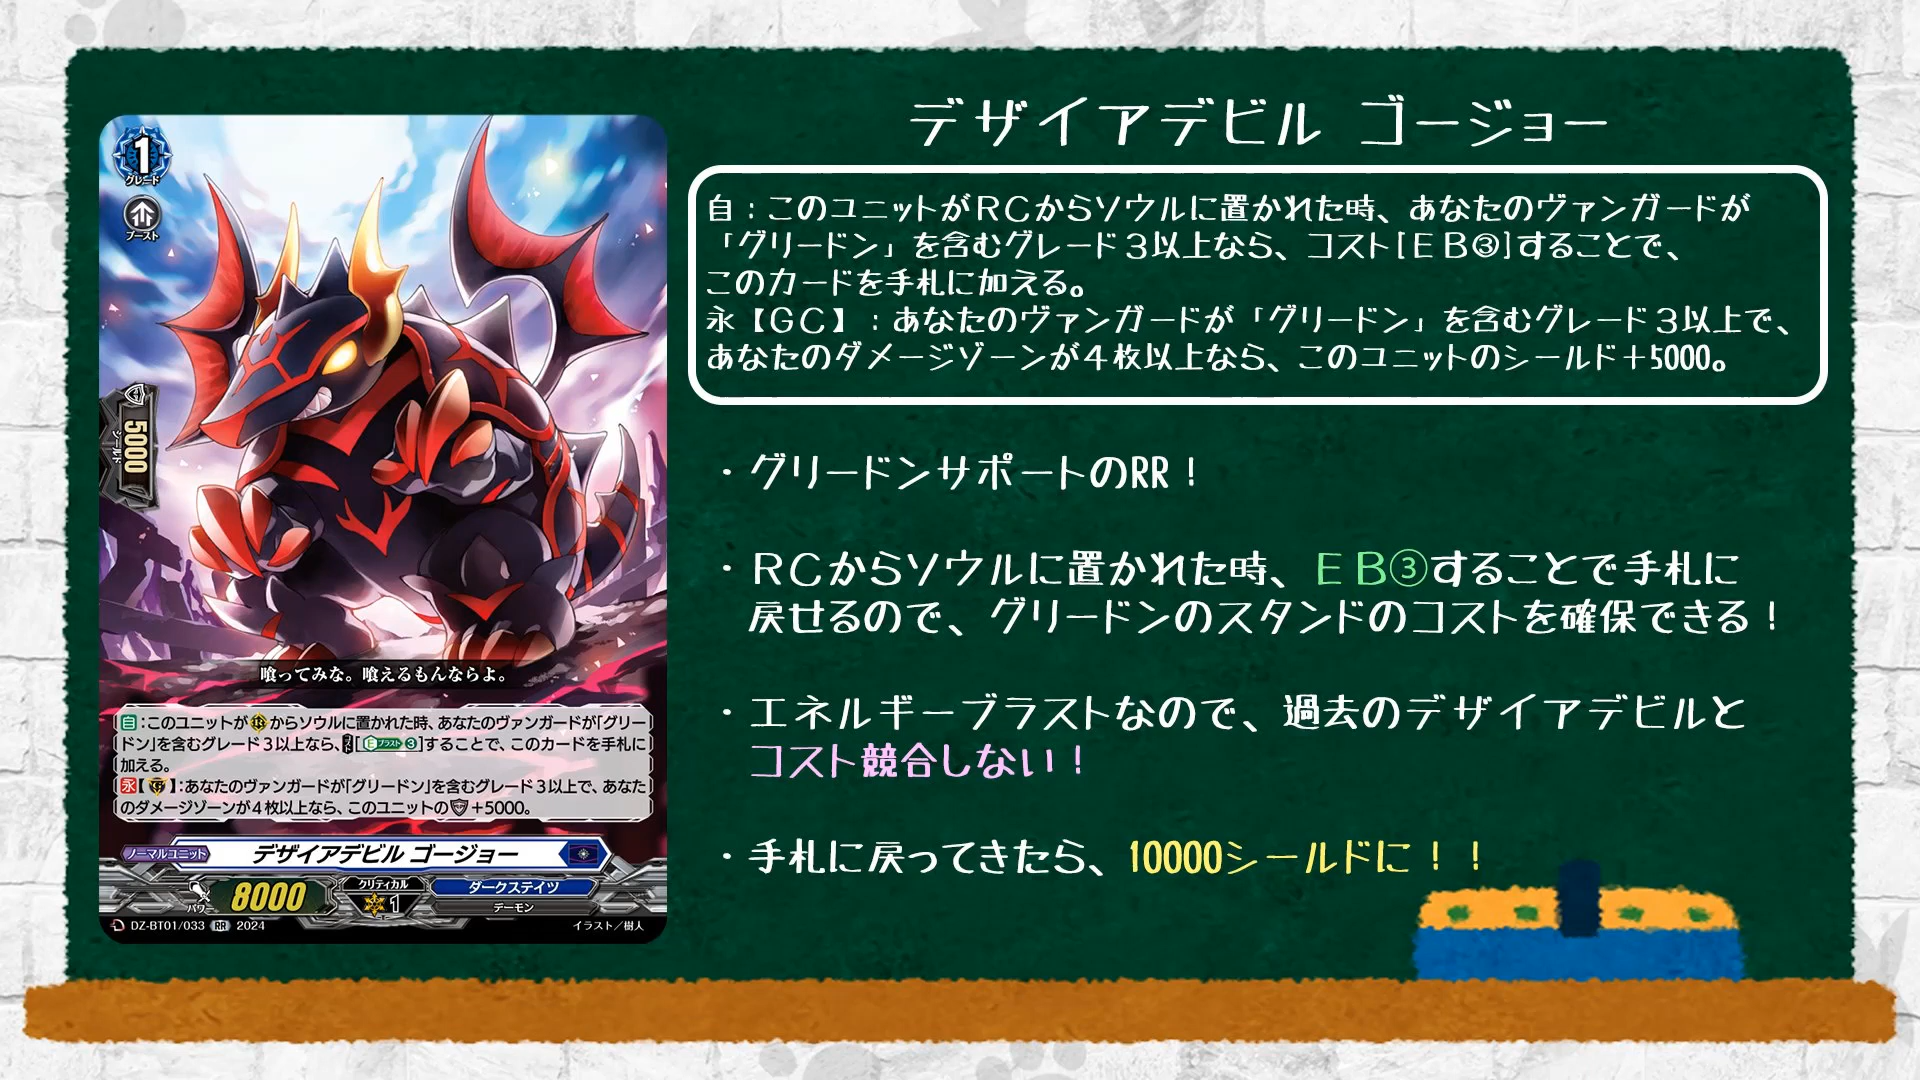 デザイアデビル ゴージョー
自：このユニットがRCからソウルに置かれた時、あなたのヴァンガードが
「グリードン」を含むグレード３以上なら、コスト[ＥＢ③]することで、
このカードを手札に加える。
永【GC】：あなたのヴァンガードが「グリードン」を含むグレード３以上で、
あなたのダメージゾーンが４枚以上なら、このユニットのシールド＋5000。
・グリードンサポートのRR！
・RCからソウルに置かれた時、ＥＢ③することで手札に
戻せるので、グリードンのスタンドのコストを確保できる！
・エネルギーブラストなので、過去のデザイアデビルと
コスト競合しない！
・手札に戻ってきたら、10000シールドに！！
1
グレード
ブースト
5000
シールド
喰ってみな。喰えるもんならよ。
自：このユニットがRCからソウルに置かれた時、あなたのヴァンガードが「グリー
ドン」を含むグレード３以上なら、コスト[Eブラスト3]することで、このカードを手札に
加える。
永【GC】：あなたのヴァンガードが「グリードン」を含むグレード３以上で、あなた
のダメージゾーンが４枚以上なら、このユニットの＋5000。
ノーマルユニット
デザイアデビル ゴージョー
パワー 8000
クリティカル
1
ダークステイツ
デーモン
D DZ-BT01/033 RR 2024
イラスト／樹人